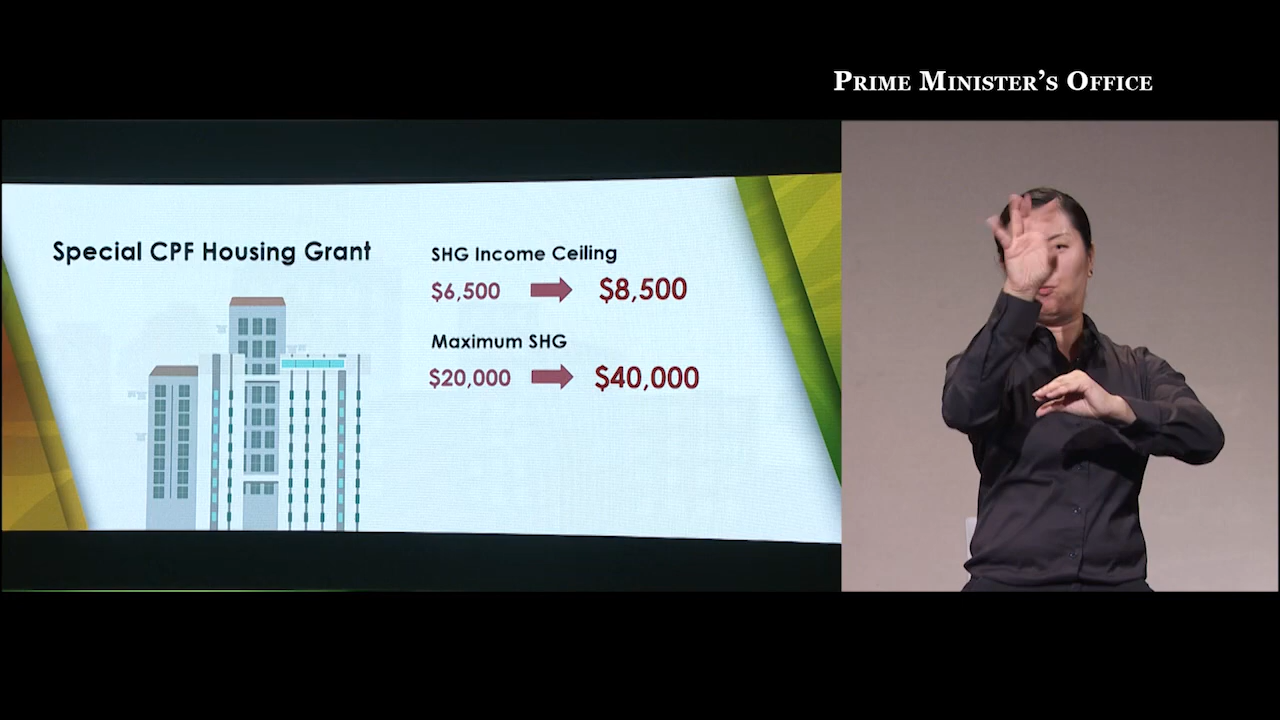 PRIME MINISTER'S OFFICE
Special CPF Housing Grant
SHG Income Ceiling
$6,500 $8,500
Maximum SHG
$20,000 $40,000